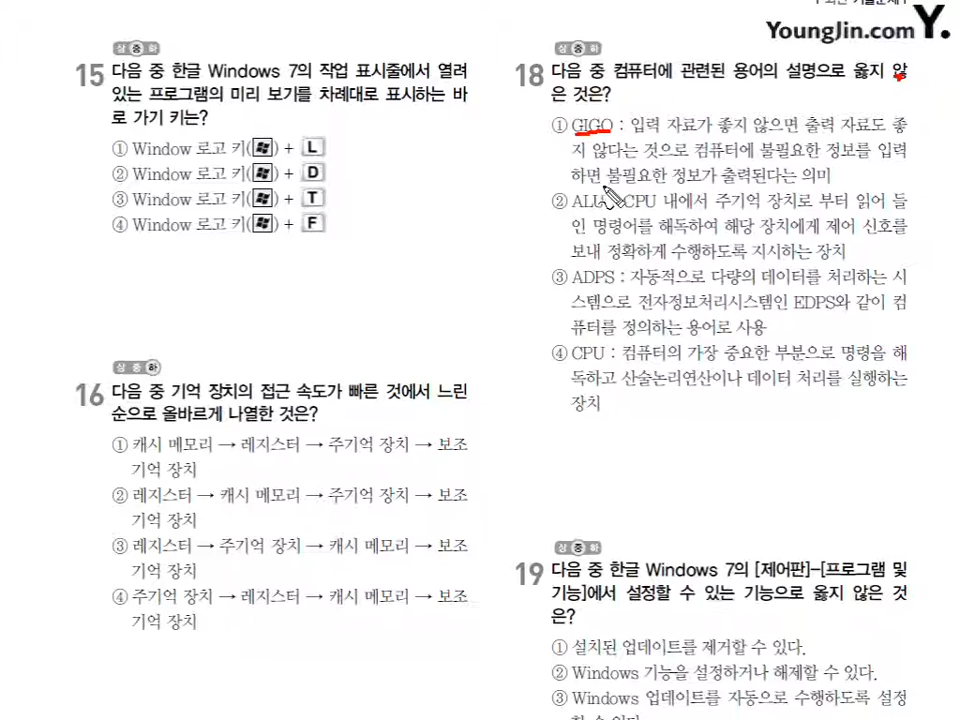 YoungJin.com Y.
상 중 하
15 다음 중 한글 Windows 7의 작업 표시줄에서 열려
있는 프로그램의 미리 보기를 차례대로 표시하는 바
로 가기 키는?
① Window 로고 키( ) + L
② Window 로고 키( ) + D
③ Window 로고 키( ) + T
④ Window 로고 키( ) + F
상 중 하
16 다음 중 기억 장치의 접근 속도가 빠른 것에서 느린
순으로 올바르게 나열한 것은?
① 캐시 메모리 → 레지스터 → 주기억 장치 → 보조
기억 장치
② 레지스터 → 캐시 메모리 → 주기억 장치 → 보조
기억 장치
③ 레지스터 → 주기억 장치 → 캐시 메모리 → 보조
기억 장치
④ 주기억 장치 → 레지스터 → 캐시 메모리 → 보조
기억 장치
상 중 하
18 다음 중 컴퓨터에 관련된 용어의 설명으로 옳지 않
은 것은?
① GIGO : 입력 자료가 좋지 않으면 출력 자료도 좋
지 않다는 것으로 컴퓨터에 불필요한 정보를 입력
하면 불필요한 정보가 출력된다는 의미
② ALU : CPU 내에서 주기억 장치로 부터 읽어 들
인 명령어를 해독하여 해당 장치에게 제어 신호를
보내 정확하게 수행하도록 지시하는 장치
③ ADPS : 자동적으로 다량의 데이터를 처리하는 시
스템으로 전자정보처리시스템인 EDPS와 같이 컴
퓨터를 정의하는 용어로 사용
④ CPU : 컴퓨터의 가장 중요한 부분으로 명령을 해
독하고 산술논리연산이나 데이터 처리를 실행하는
장치
상 중 하
19 다음 중 한글 Windows 7의 [제어판]-[프로그램 및
기능]에서 설정할 수 있는 기능으로 옳지 않은 것
은?
① 설치된 업데이트를 제거할 수 있다.
② Windows 기능을 설정하거나 해제할 수 있다.
③ Windows 업데이트를 자동으로 수행하도록 설정